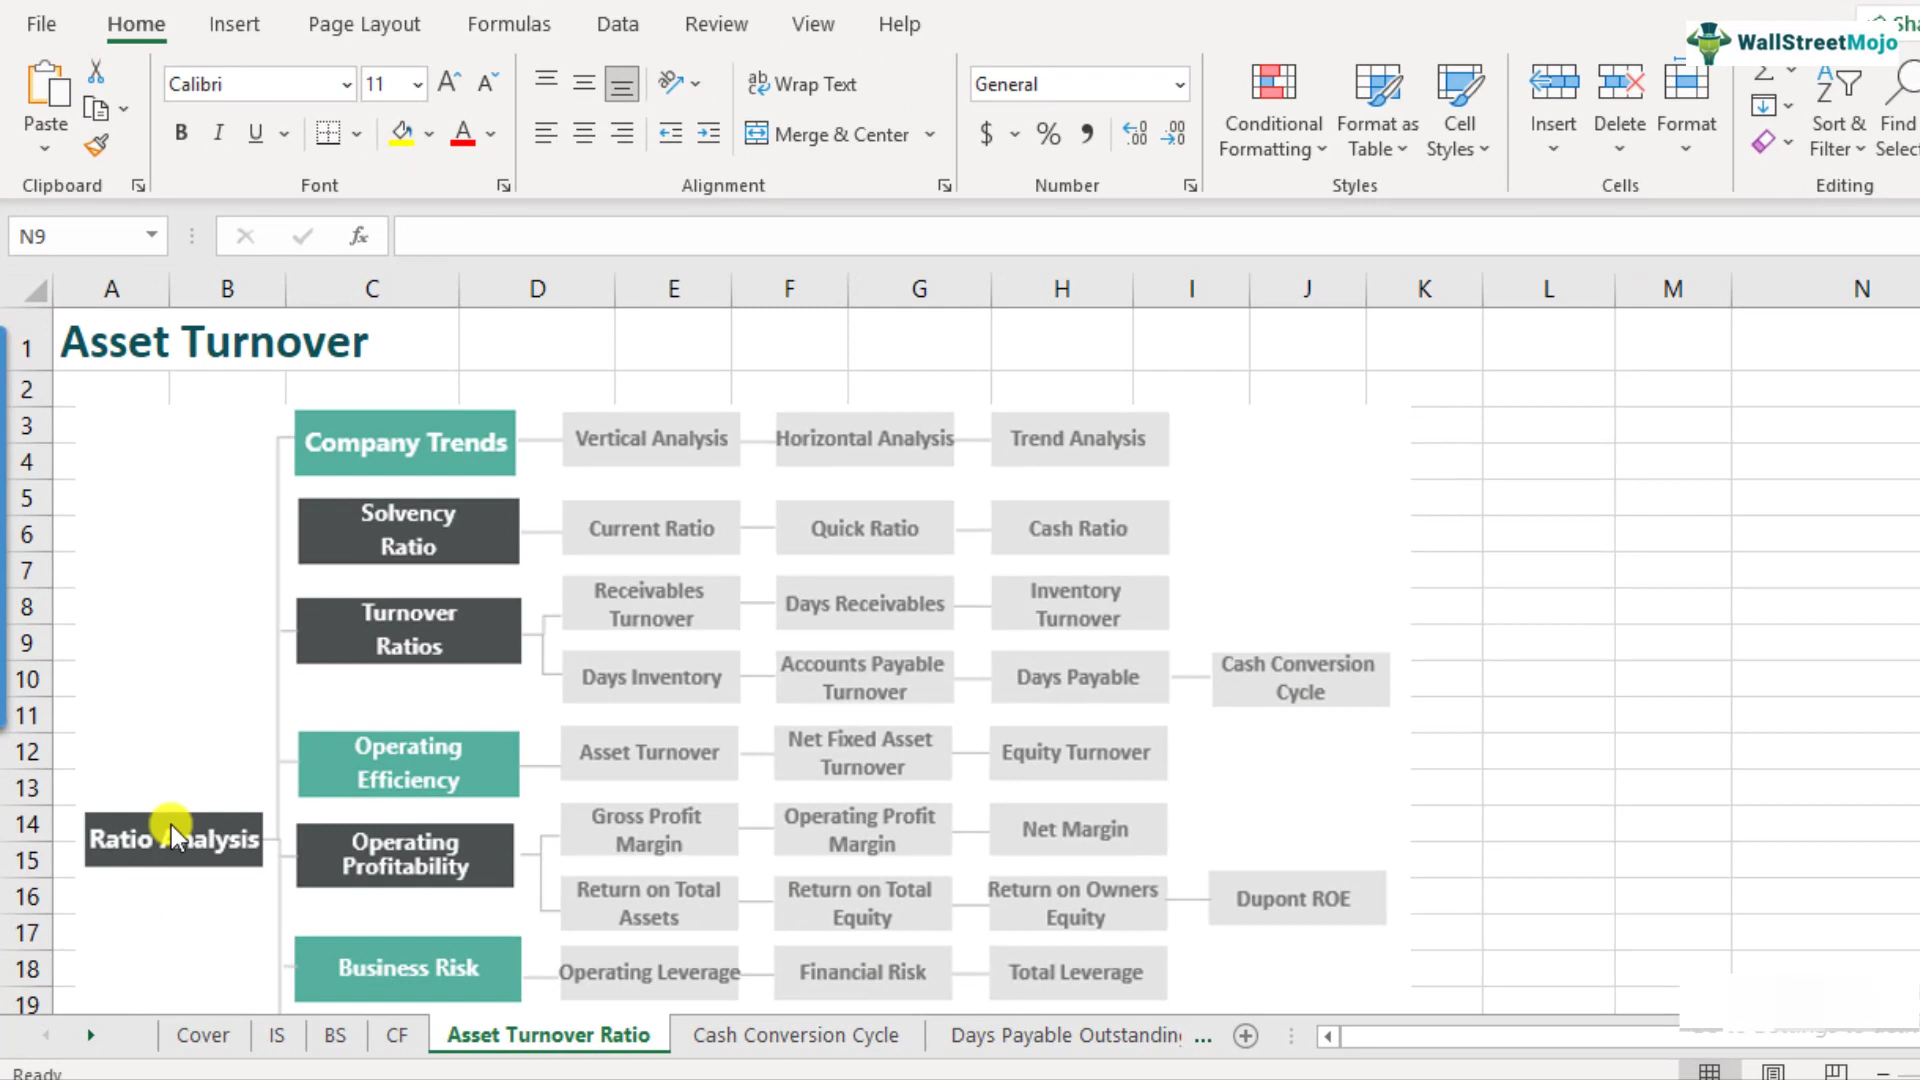 File Home Insert Page Layout Formulas Data Review View Help
WallStreetMojo
Calibri 11 Wrap Text General
Paste B I U Merge & Center $ % Conditional Formatting Format as Table Cell Styles Insert Delete Format Sort & Filter
Clipboard Font Alignment Number Styles Cells Editing
N9 fx
A B C D E F G H I J K L M N
1 Asset Turnover
2
3
4
5
6
7
8
9
10
11
12
13
14
15
16
17
18
19
Company Trends Vertical Analysis Horizontal Analysis Trend Analysis
Solvency
Ratio
Current Ratio Quick Ratio Cash Ratio
Turnover
Ratios
Receivables
Turnover
Days Receivables
Inventory
Turnover
Days Inventory
Accounts Payable
Turnover
Days Payable
Cash Conversion
Cycle
Operating
Efficiency
Asset Turnover
Net Fixed Asset
Turnover
Equity Turnover
Ratio Analysis
Operating
Profitability
Gross Profit
Margin
Operating Profit
Margin
Net Margin
Return on Total
Assets
Return on Total
Equity
Return on Owners
Equity
Dupont ROE
Business Risk Operating Leverage Financial Risk Total Leverage
Cover IS BS CF Asset Turnover Ratio Cash Conversion Cycle Days Payable Outstanding ...
Ready